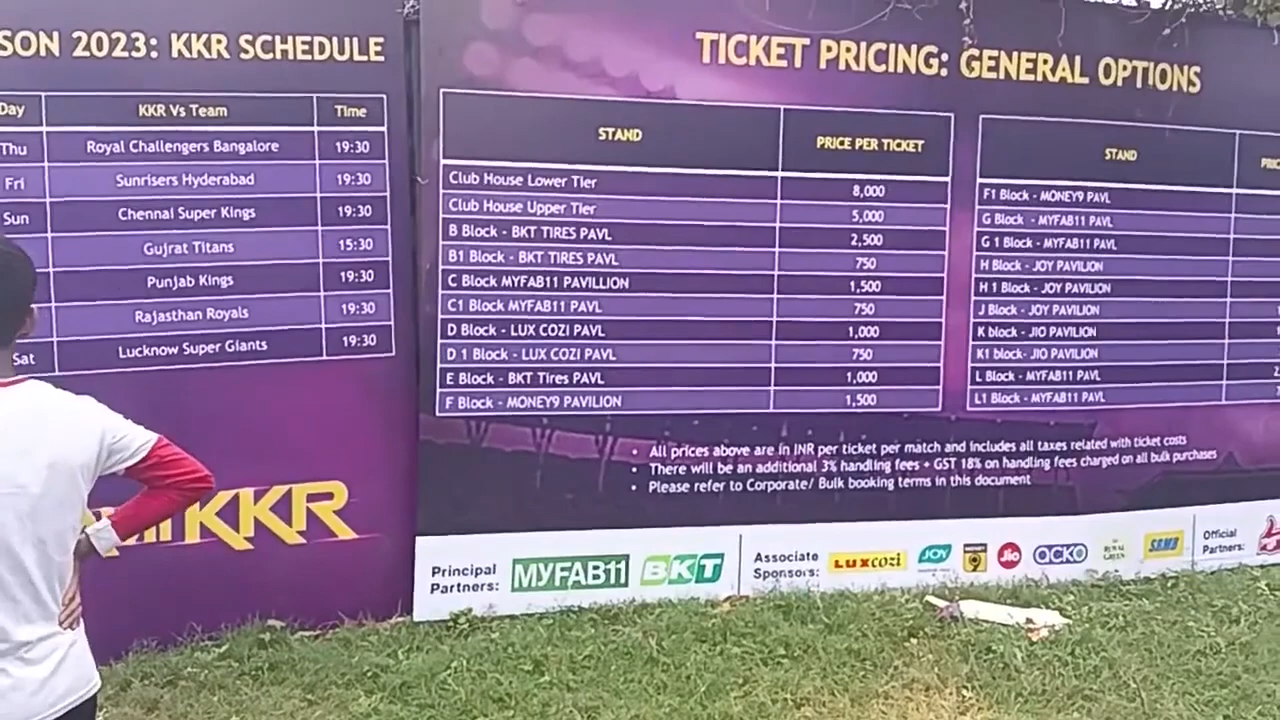 SON 2023: KKR SCHEDULE
Day KKR Vs Team Time
Thu Royal Challengers Bangalore 19:30
Fri Sunrisers Hyderabad 19:30
Sun Chennai Super Kings 19:30
Gujrat Titans 15:30
Punjab Kings 19:30
Rajasthan Royals 19:30
Sat Lucknow Super Giants 19:30
KKR
TICKET PRICING: GENERAL OPTIONS
STAND PRICE PER TICKET
Club House Lower Tier 8,000
Club House Upper Tier 5,000
B Block - BKT TIRES PAVL 2,500
B1 Block - BKT TIRES PAVL 750
C Block MYFAB11 PAVILLION 1,500
C1 Block MYFAB11 PAVL 750
D Block - LUX COZI PAVL 1,000
D 1 Block - LUX COZI PAVL 750
E Block - BKT Tires PAVL 1,000
F Block - MONEY9 PAVILION 1,500
STAND
F1 Block - MONEY9 PAVL
G Block - MYFAB11 PAVL
G 1 Block - MYFAB11 PAVL
H Block - JOY PAVILION
H 1 Block - JOY PAVILION
J Block - JOY PAVILION
K block - JIO PAVILION
K1 block- JIO PAVILION
L Block - MYFAB11 PAVL
L1 Block - MYFAB11 PAVL
• All prices above are in INR per ticket per match and includes all taxes related with ticket costs
• There will be an additional 3% handling fees + GST 18% on handling fees charged on all bulk purchases
• Please refer to Corporate/ Bulk booking terms in this document
Principal Partners: MYFAB11 BKT
Associate Sponsors: LUX cozi JOY Jio ACKO ROYAL GREEN SRMB
Official Partners: